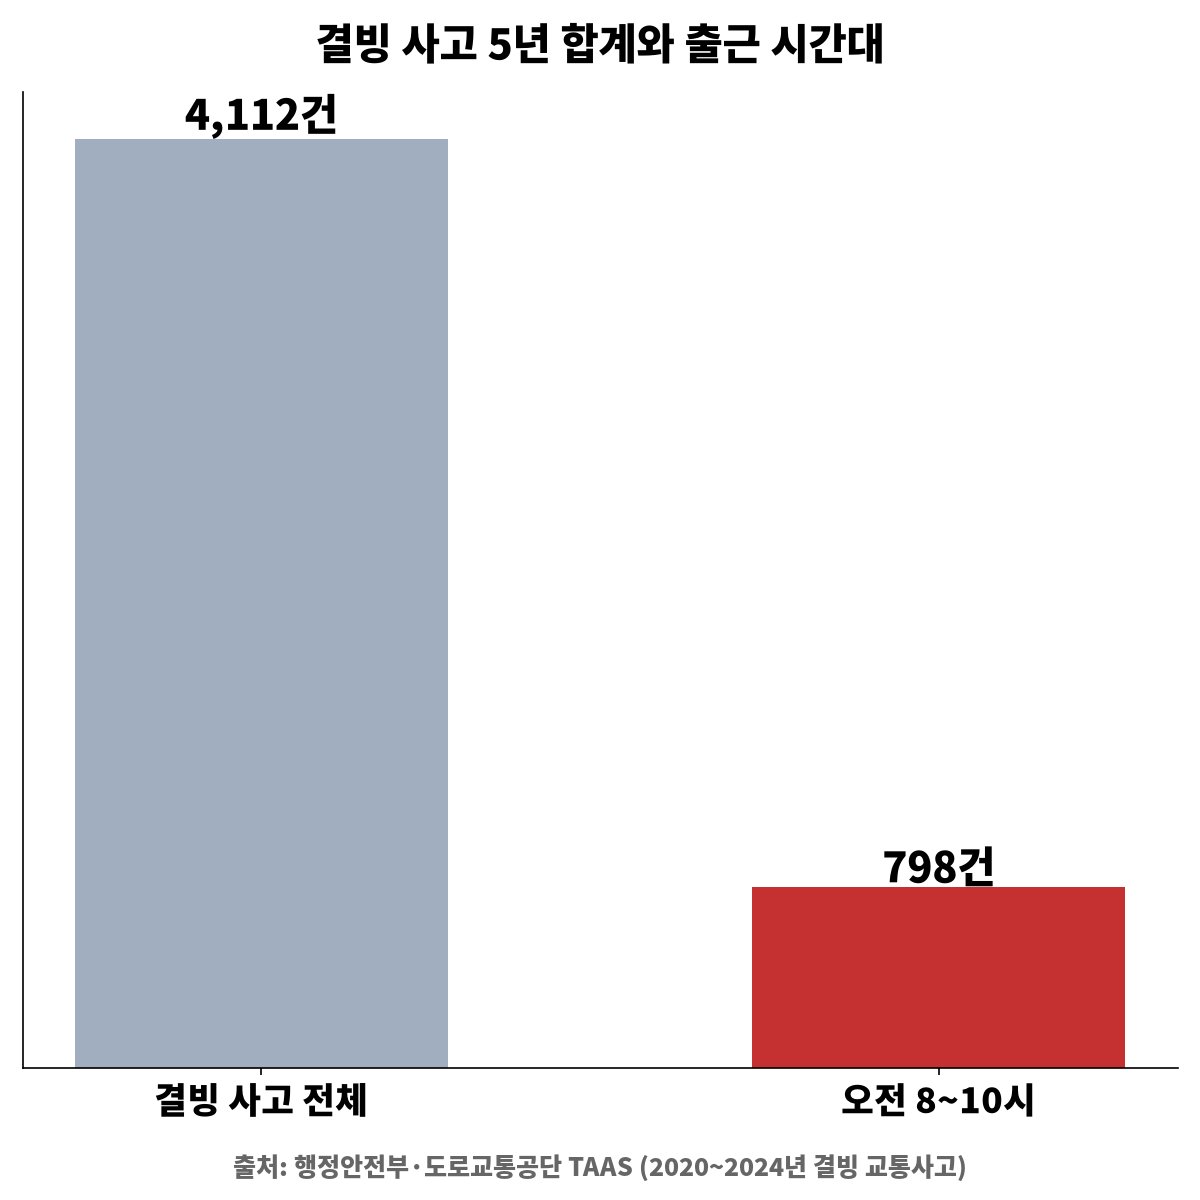 결빙 사고 5년 합계와 출근 시간대
4,112건
798건
결빙 사고 전체
오전 8~10시
출처: 행정안전부·도로교통공단 TAAS (2020~2024년 결빙 교통사고)